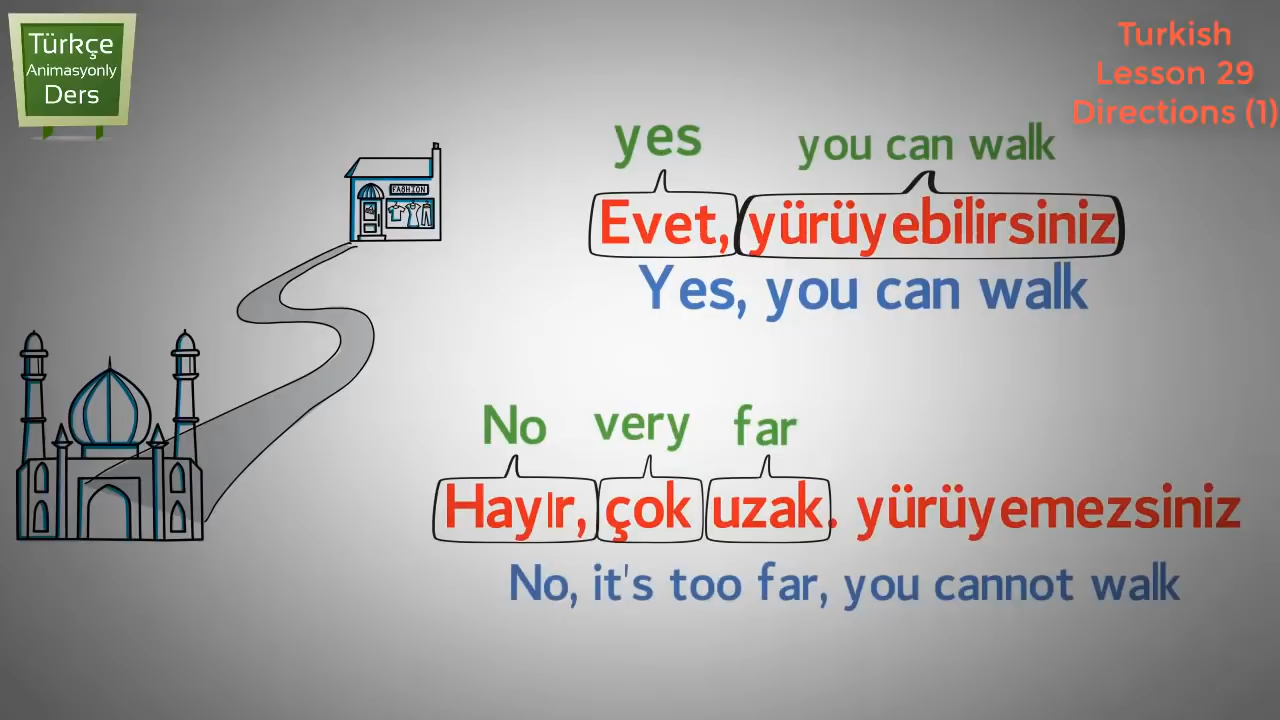 Türkçe
Animasyonly
Ders
Turkish
Lesson 29
Directions (1)
yes you can walk
FASHION
Evet, yürüyebilirsiniz
Yes, you can walk
No very far
Hayır, çok uzak. yürüyemezsiniz
No, it's too far, you cannot walk